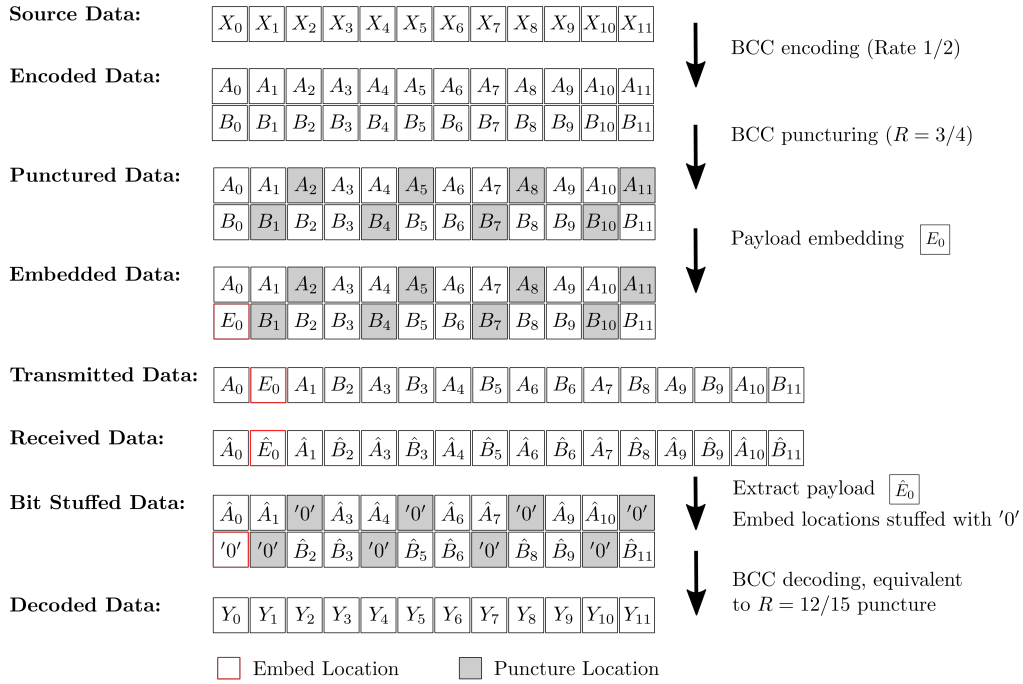 Source Data: X₀ X₁ X₂ X₃ X₄ X₅ X₆ X₇ X₈ X₉ X₁₀ X₁₁
BCC encoding (Rate 1/2)
Encoded Data: A₀ A₁ A₂ A₃ A₄ A₅ A₆ A₇ A₈ A₉ A₁₀ A₁₁
B₀ B₁ B₂ B₃ B₄ B₅ B₆ B₇ B₈ B₉ B₁₀ B₁₁
BCC puncturing (R = 3/4)
Punctured Data: A₀ A₁ A₂ A₃ A₄ A₅ A₆ A₇ A₈ A₉ A₁₀ A₁₁
B₀ B₁ B₂ B₃ B₄ B₅ B₆ B₇ B₈ B₉ B₁₀ B₁₁
Payload embedding E₀
Embedded Data: A₀ A₁ A₂ A₃ A₄ A₅ A₆ A₇ A₈ A₉ A₁₀ A₁₁
E₀ B₁ B₂ B₃ B₄ B₅ B₆ B₇ B₈ B₉ B₁₀ B₁₁
Transmitted Data: A₀ E₀ A₁ B₂ A₃ B₃ A₄ B₅ A₆ B₆ A₇ B₈ A₉ B₉ A₁₀ B₁₁
Received Data: Â₀ Ê₀ Â₁ B̂₂ Â₃ B̂₃ Â₄ B̂₅ Â₆ B̂₆ Â₇ B̂₈ Â₉ B̂₉ Â₁₀ B̂₁₁
Extract payload Ê₀
Bit Stuffed Data: Â₀ Â₁ '0' Â₃ Â₄ '0' Â₆ Â₇ '0' Â₉ Â₁₀ '0'
Embed locations stuffed with '0'
'0' '0' B̂₂ B̂₃ '0' B̂₅ B̂₆ '0' B̂₈ B̂₉ '0' B̂₁₁
BCC decoding, equivalent
to R = 12/15 puncture
Decoded Data: Y₀ Y₁ Y₂ Y₃ Y₄ Y₅ Y₆ Y₇ Y₈ Y₉ Y₁₀ Y₁₁
Embed Location Puncture Location